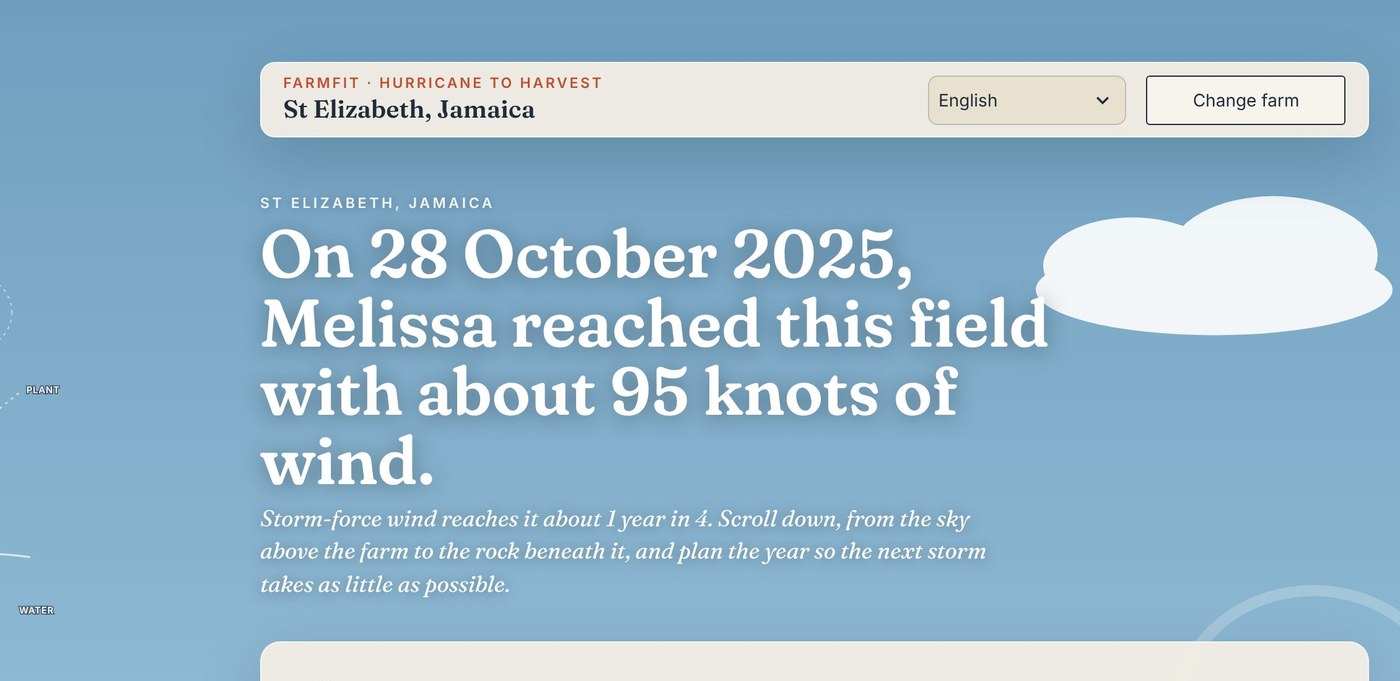 FARMFIT · HURRICANE TO HARVEST
St Elizabeth, Jamaica
English
Change farm
ST ELIZABETH, JAMAICA
On 28 October 2025,
Melissa reached this field
with about 95 knots of
wind.
Storm-force wind reaches it about 1 year in 4. Scroll down, from the sky
above the farm to the rock beneath it, and plan the year so the next storm
takes as little as possible.
PLANT
WATER